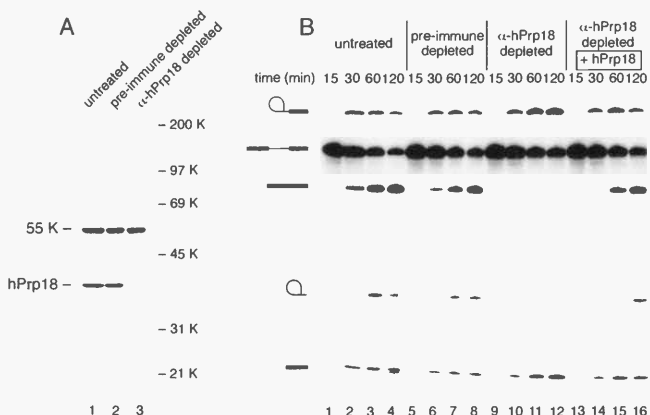 A
untreated
pre-immune depleted
α-hPrp18 depleted
– 200 K
– 97 K
– 69 K
55 K –
– 45 K
hPrp18 –
– 31 K
– 21 K
1 2 3
B
untreated
pre-immune depleted
α-hPrp18 depleted
α-hPrp18 depleted
+ hPrp18
time (min) 15 30 60 120 15 30 60 120 15 30 60 120 15 30 60 120
1 2 3 4 5 6 7 8 9 10 11 12 13 14 15 16